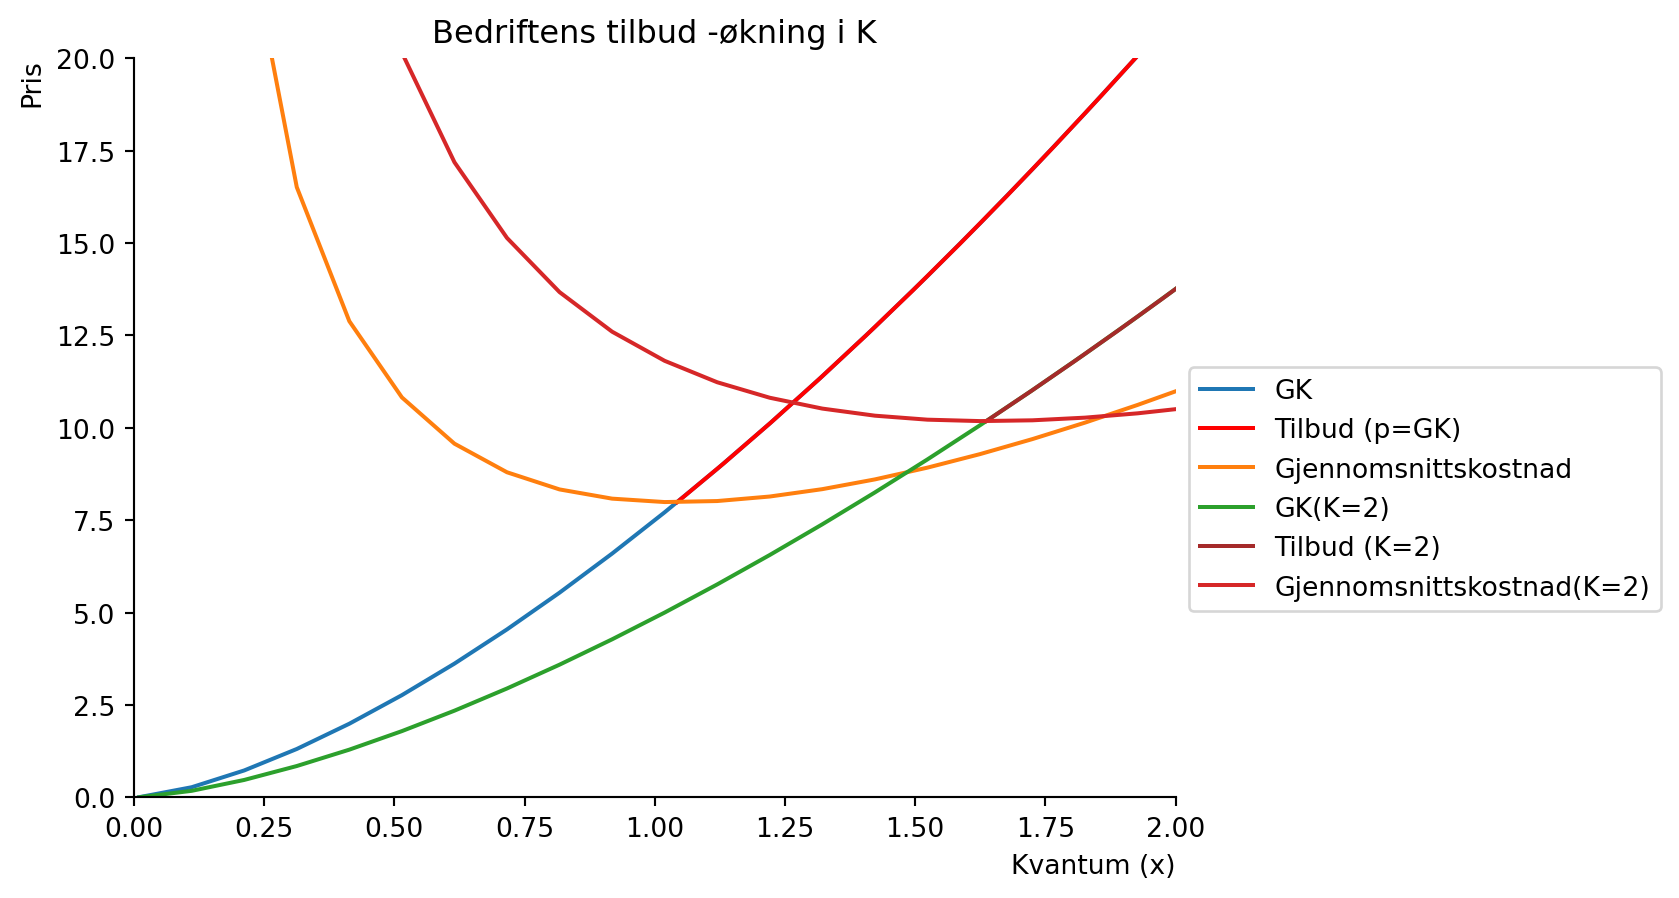 Bedriftens tilbud -økning i K
Pris
20.0
17.5
15.0
12.5
10.0
7.5
5.0
2.5
0.0
0.00 0.25 0.50 0.75 1.00 1.25 1.50 1.75 2.00
Kvantum (x)
GK
Tilbud (p=GK)
Gjennomsnittskostnad
GK(K=2)
Tilbud (K=2)
Gjennomsnittskostnad(K=2)